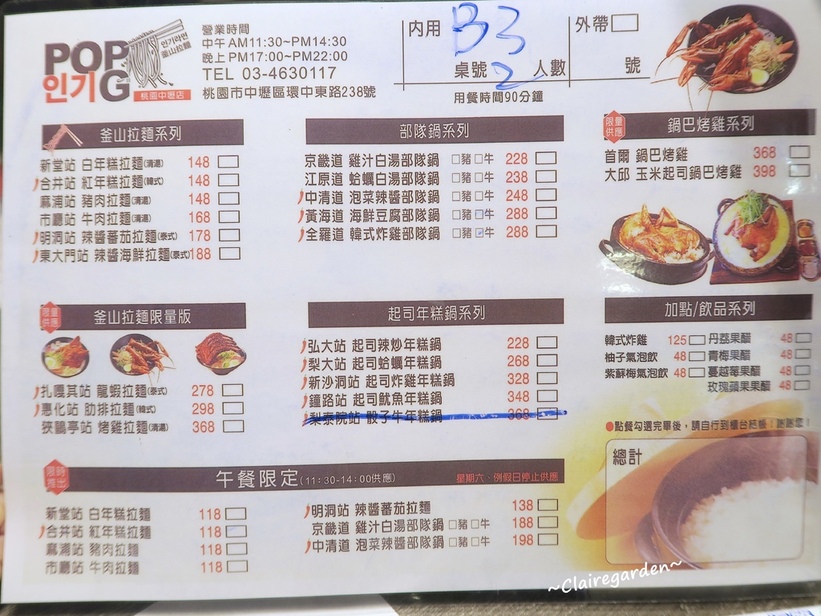 POP
인기G
인기라면
釜山拉麵
桃園中壢店
營業時間
中午 AM11:30~PM14:30
晚上 PM17:00~PM22:00
TEL 03-4630117
桃園市中壢區環中東路238號
內用 B3 外帶
桌號 2 人數 號
用餐時間90分鐘
釜山拉麵系列
新堂站 白年糕拉麵(清湯) 148
合井站 紅年糕拉麵(韓式) 148
麻浦站 豬肉拉麵(清湯) 148
市廳站 牛肉拉麵(清湯) 168
明洞站 辣醬蕃茄拉麵(泰式) 178
東大門站 辣醬海鮮拉麵(泰式) 188
部隊鍋系列
京畿道 雞汁白湯部隊鍋 □豬□牛 228
江原道 蛤蠣白湯部隊鍋 □豬□牛 238
中清道 泡菜辣醬部隊鍋 □豬□牛 248
黃海道 海鮮豆腐部隊鍋 □豬□牛 288
全羅道 韓式炸雞部隊鍋 □豬☑牛 288
限量供應
鍋巴烤雞系列
首爾 鍋巴烤雞 368
大邱 玉米起司鍋巴烤雞 398
限量供應
釜山拉麵限量版
扎嘎其站 龍蝦拉麵(泰式) 278
惠化站 肋排拉麵(韓式) 298
狹鷗亭站 烤雞拉麵(清湯) 368
起司年糕鍋系列
弘大站 起司辣炒年糕鍋 228
梨大站 起司蛤蠣年糕鍋 268
新沙洞站 起司炸雞年糕鍋 328
鐘路站 起司魷魚年糕鍋 348
梨泰院站 骰子牛年糕鍋 368
加點/飲品系列
韓式炸雞 125 丹荔果醋 48
柚子氣泡飲 48 青梅果醋 48
紫蘇梅氣泡飲 48 蔓越莓果醋 48
玫瑰蘋果果醋 48
●點餐勾選完畢後，請自行到櫃台結帳！謝謝您！
總計
限時推出
午餐限定(11:30-14:00供應) 星期六、例假日停止供應
新堂站 白年糕拉麵 118
合井站 紅年糕拉麵 118
麻浦站 豬肉拉麵 118
市廳站 牛肉拉麵 118
明洞站 辣醬蕃茄拉麵 138
京畿道 雞汁白湯部隊鍋 □豬□牛 188
中清道 泡菜辣醬部隊鍋 □豬□牛 198
~Clairegarden~